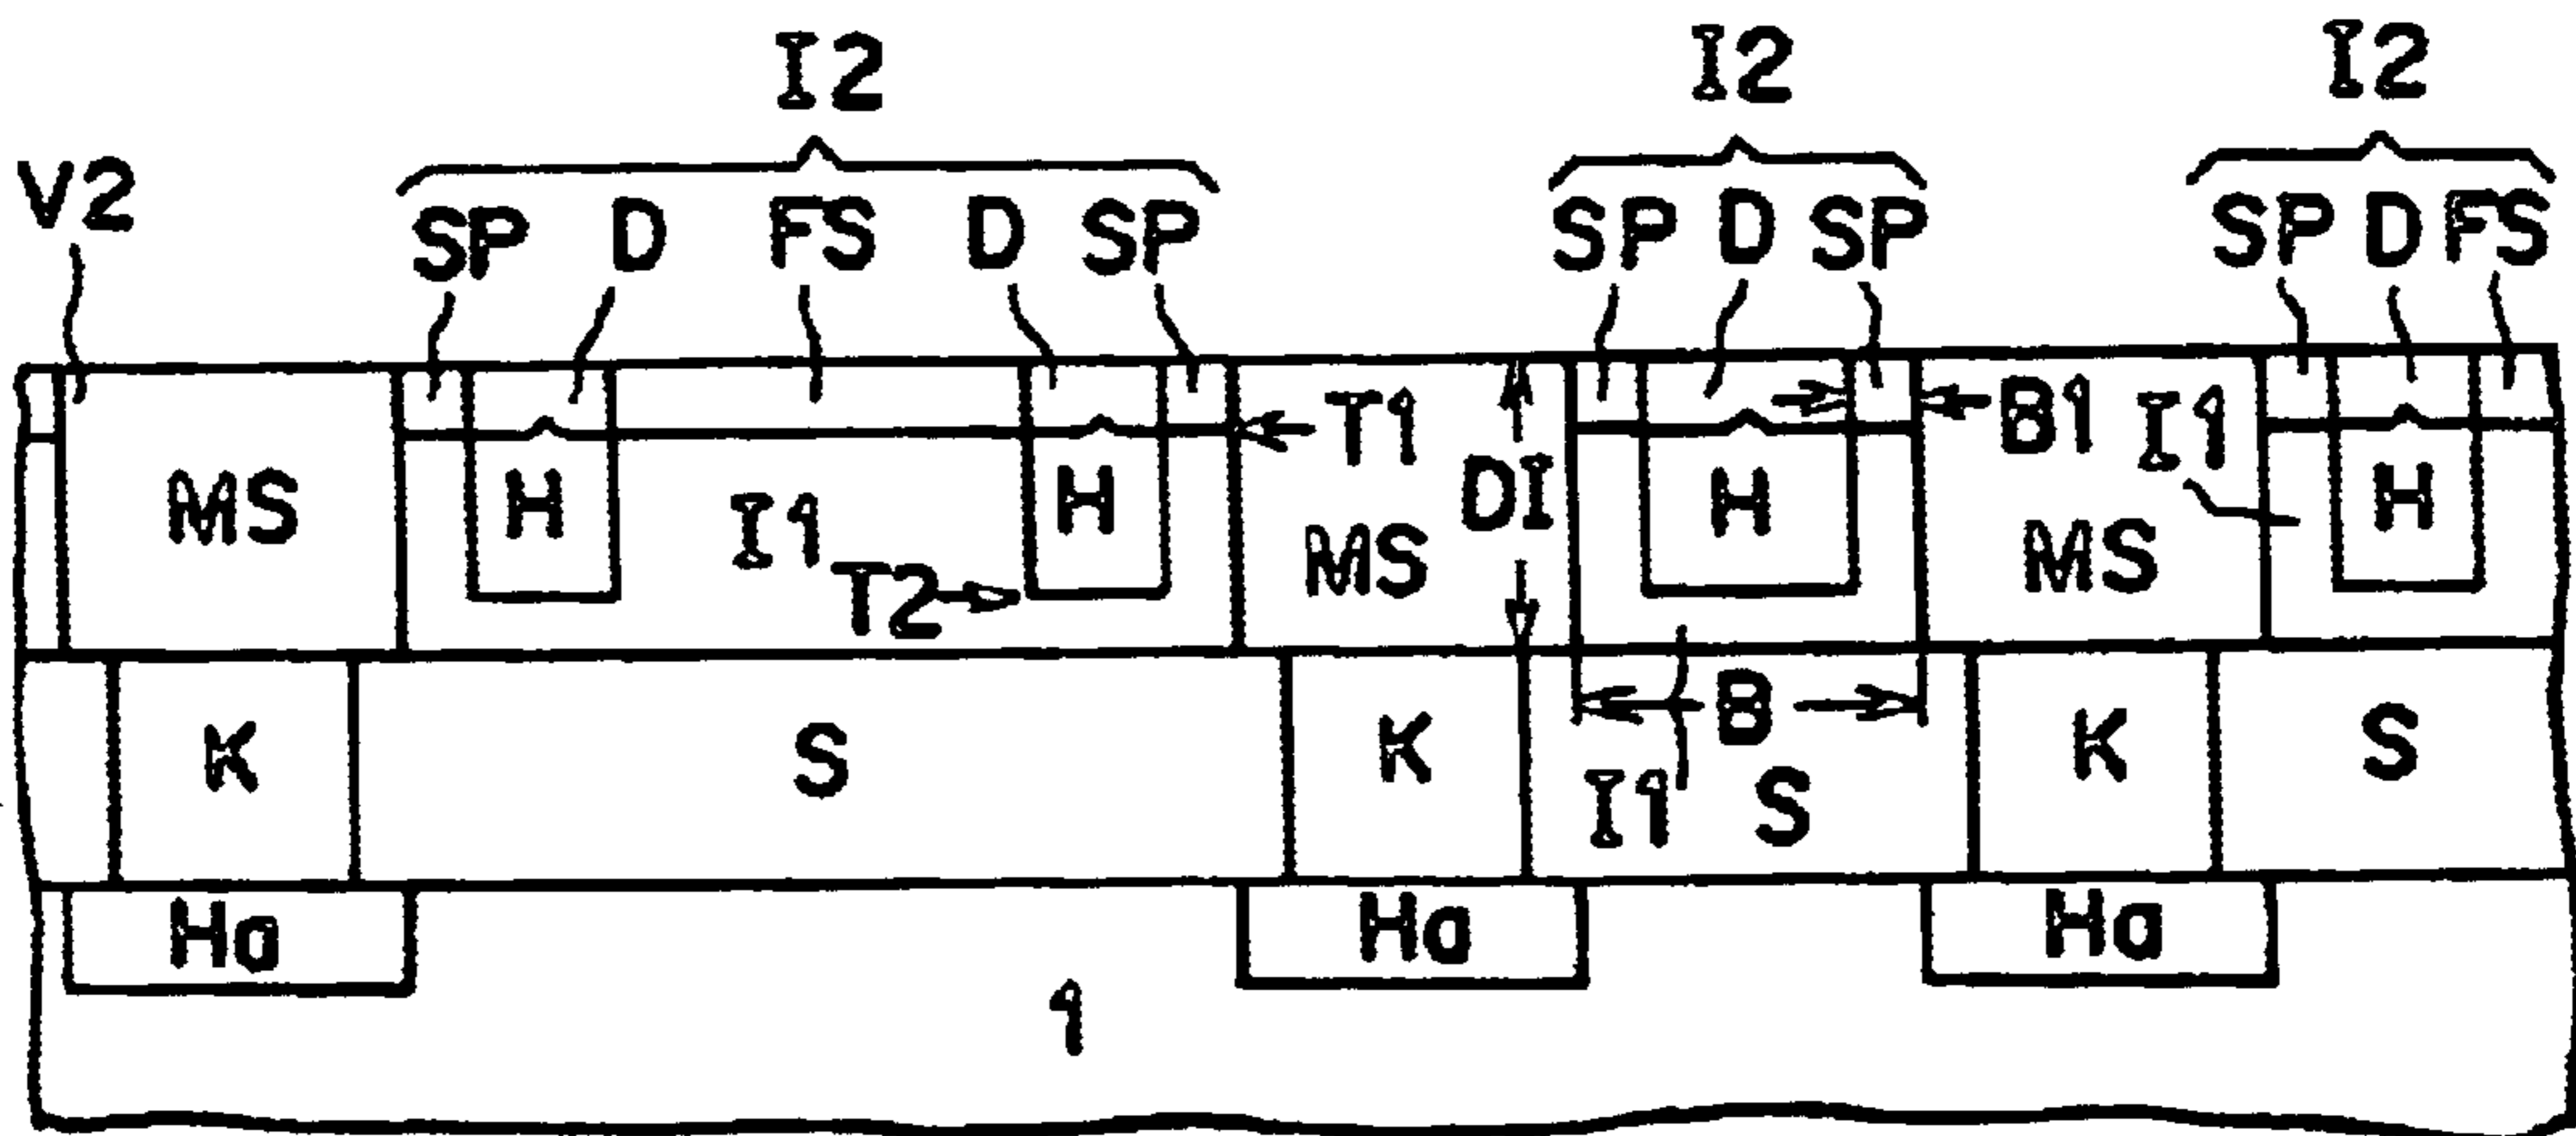 I2 I2 I2
V2 SP D FS D SP SP D SP SP D FS
T1 B1 I1
MS H I1 H DI H H
T2 MS MS
K S K B K S
I1 S
Ha Ha Ha
1